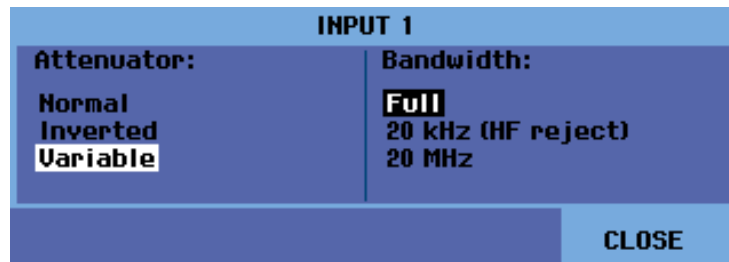 INPUT 1
Attenuator:
Normal
Inverted
Variable
Bandwidth:
Full
20 kHz (HF reject)
20 MHz
CLOSE